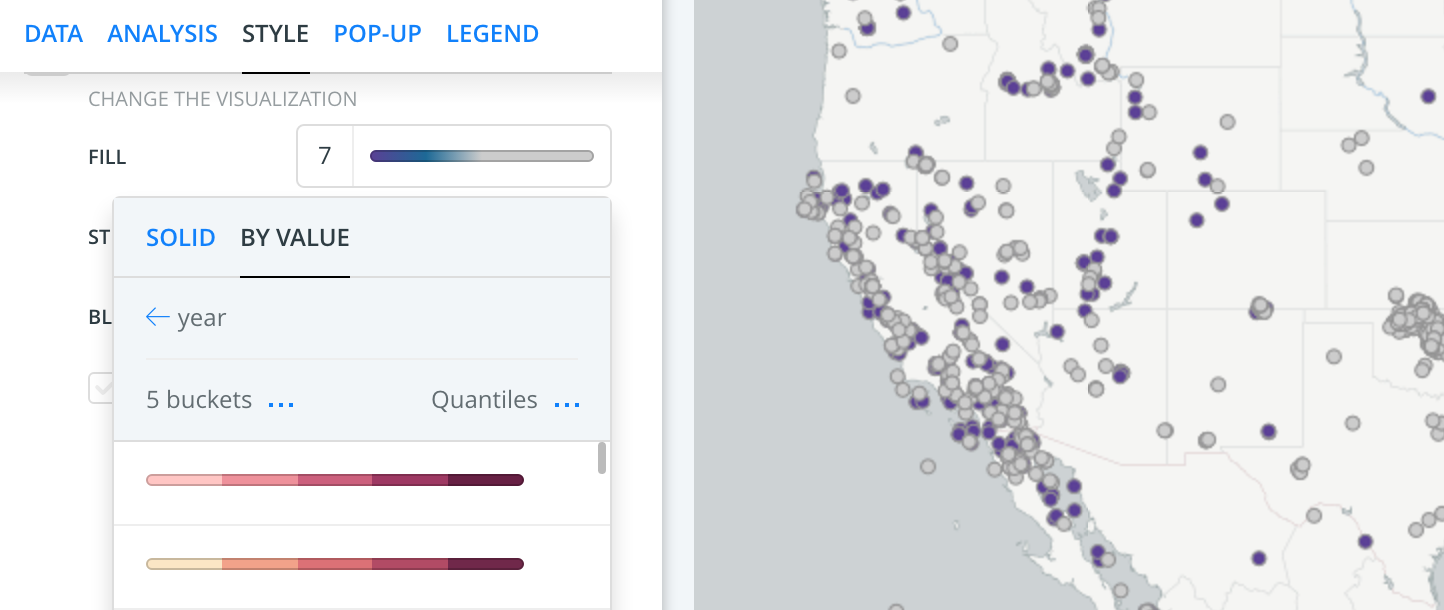 DATA ANALYSIS STYLE POP-UP LEGEND
CHANGE THE VISUALIZATION
FILL 7
ST SOLID BY VALUE
BL year
5 buckets ... Quantiles ...